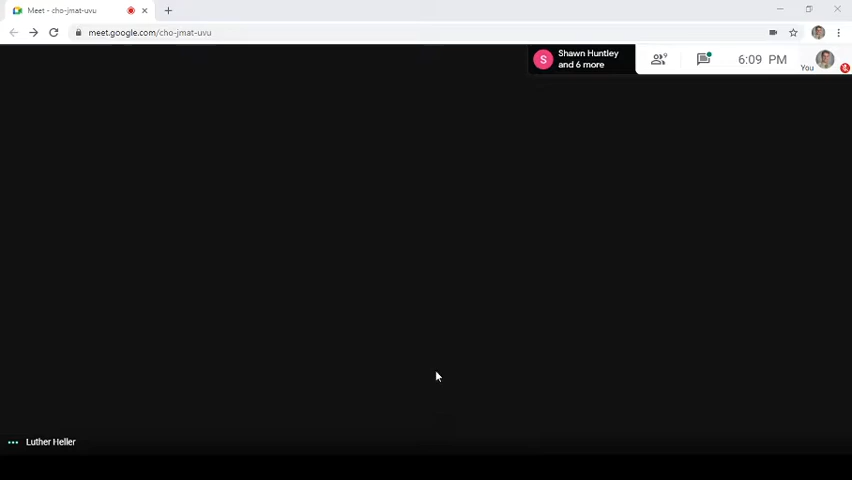 Meet - cho-jmat-uvu
meet.google.com/cho-jmat-uvu
S
Shawn Huntley
and 6 more
9
6:09 PM
You
Luther Heller